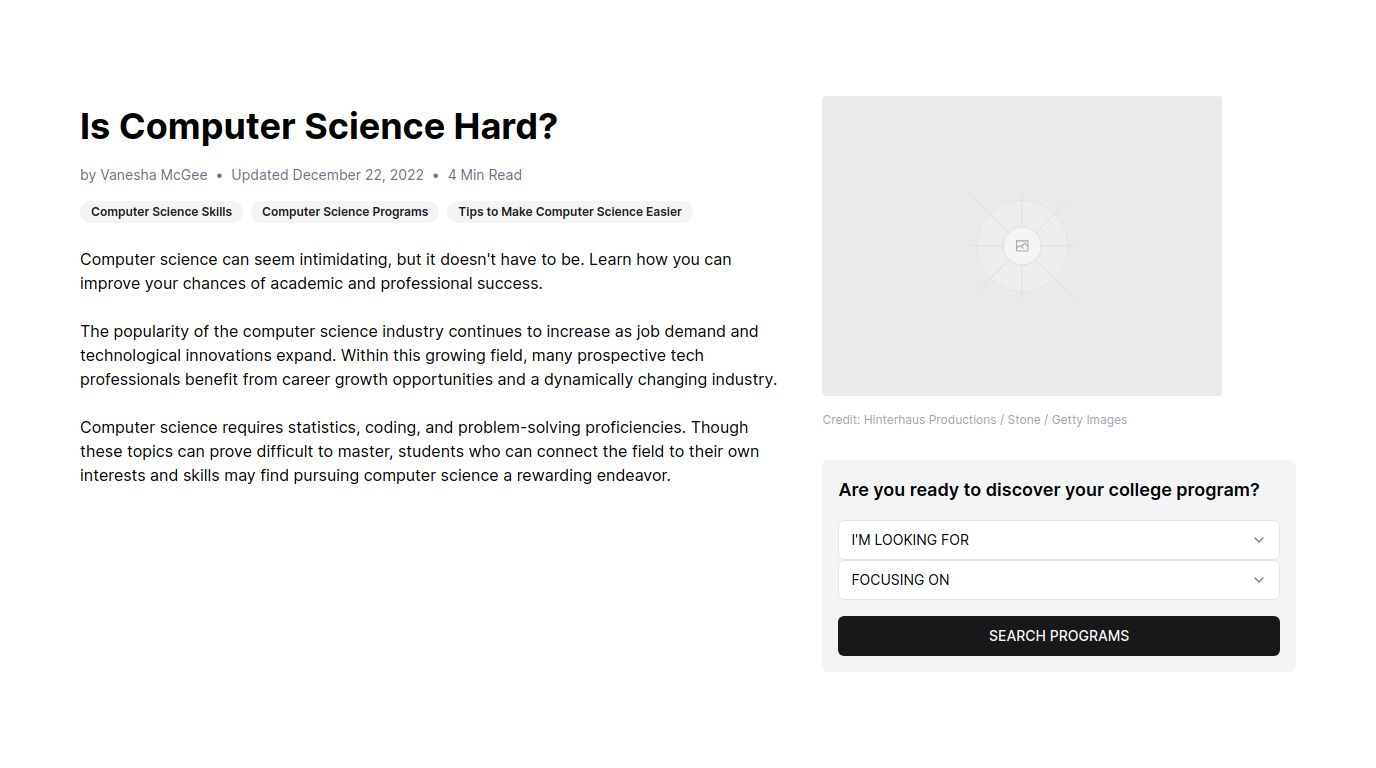 Is Computer Science Hard?
by Vanesha McGee • Updated December 22, 2022 • 4 Min Read
Computer Science Skills Computer Science Programs Tips to Make Computer Science Easier
Computer science can seem intimidating, but it doesn't have to be. Learn how you can
improve your chances of academic and professional success.
The popularity of the computer science industry continues to increase as job demand and
technological innovations expand. Within this growing field, many prospective tech
professionals benefit from career growth opportunities and a dynamically changing industry.
Computer science requires statistics, coding, and problem-solving proficiencies. Though
these topics can prove difficult to master, students who can connect the field to their own
interests and skills may find pursuing computer science a rewarding endeavor.
Credit: Hinterhaus Productions / Stone / Getty Images
Are you ready to discover your college program?
I'M LOOKING FOR
FOCUSING ON
SEARCH PROGRAMS